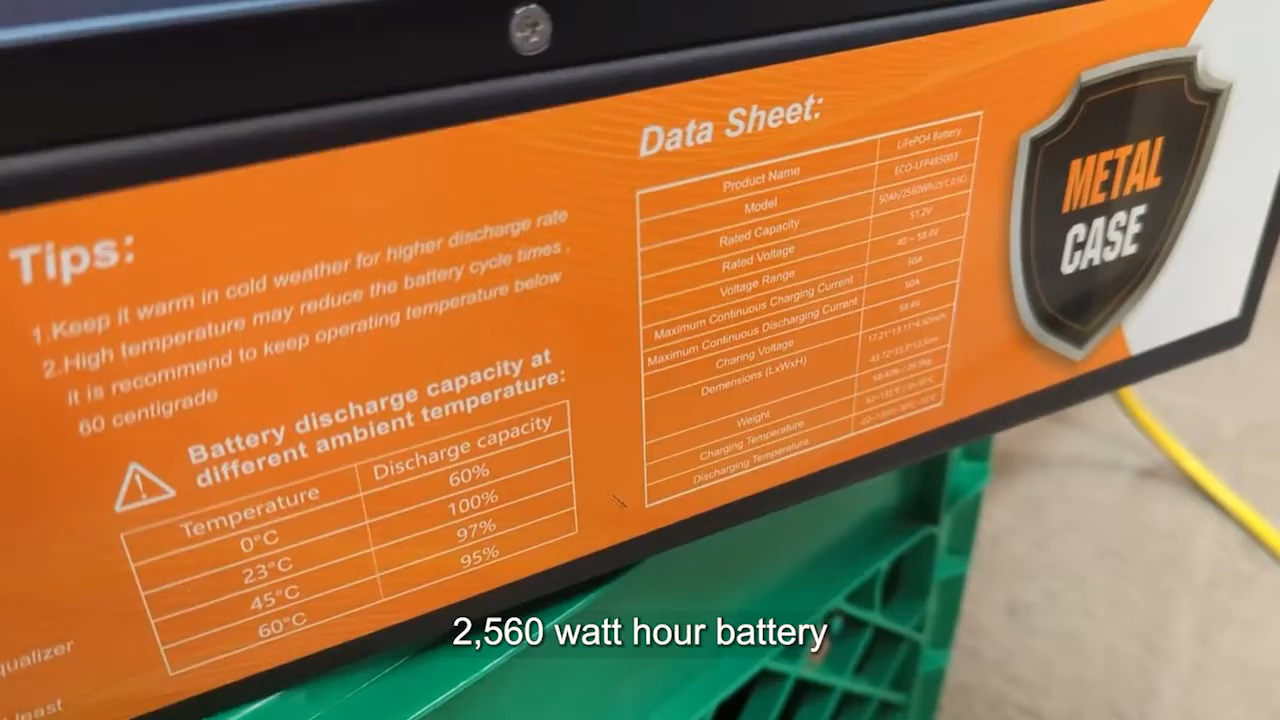 Tips:
1.Keep it warm in cold weather for higher discharge rate
2.High temperature may reduce the battery cycle times .
It is recommend to keep operating temperature below
60 centigrade
Battery discharge capacity at
different ambient temperature:
Temperature Discharge capacity
0°C 60%
23°C 100%
45°C 97%
60°C 95%
qualizer
least
Data Sheet:
Product Name LiFePO4 Battery
Model ECO-LFP485003
Rated Capacity 50Ah/2560Wh
Rated Voltage 51.2V
Voltage Range 40 ~ 58.4V
Maximum Continuous Charging Current 50A
Maximum Continuous Discharging Current 50A
Charing Voltage 58.4V
Demensions (LxWxH)
Weight
Charging Temperature
Discharging Temperature
METAL
CASE
2,560 watt hour battery